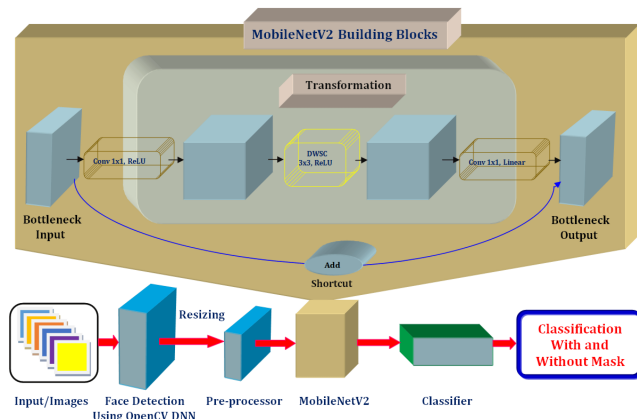 MobileNetV2 Building Blocks
Transformation
Conv 1x1, ReLU
DWSC
3x3, ReLU
Conv 1x1, Linear
Bottleneck
Input
Bottleneck
Output
Add
Shortcut
Resizing
Classification
With and
Without Mask
Input/Images
Face Detection
Using OpenCV DNN
Pre-processor
MobileNetV2
Classifier